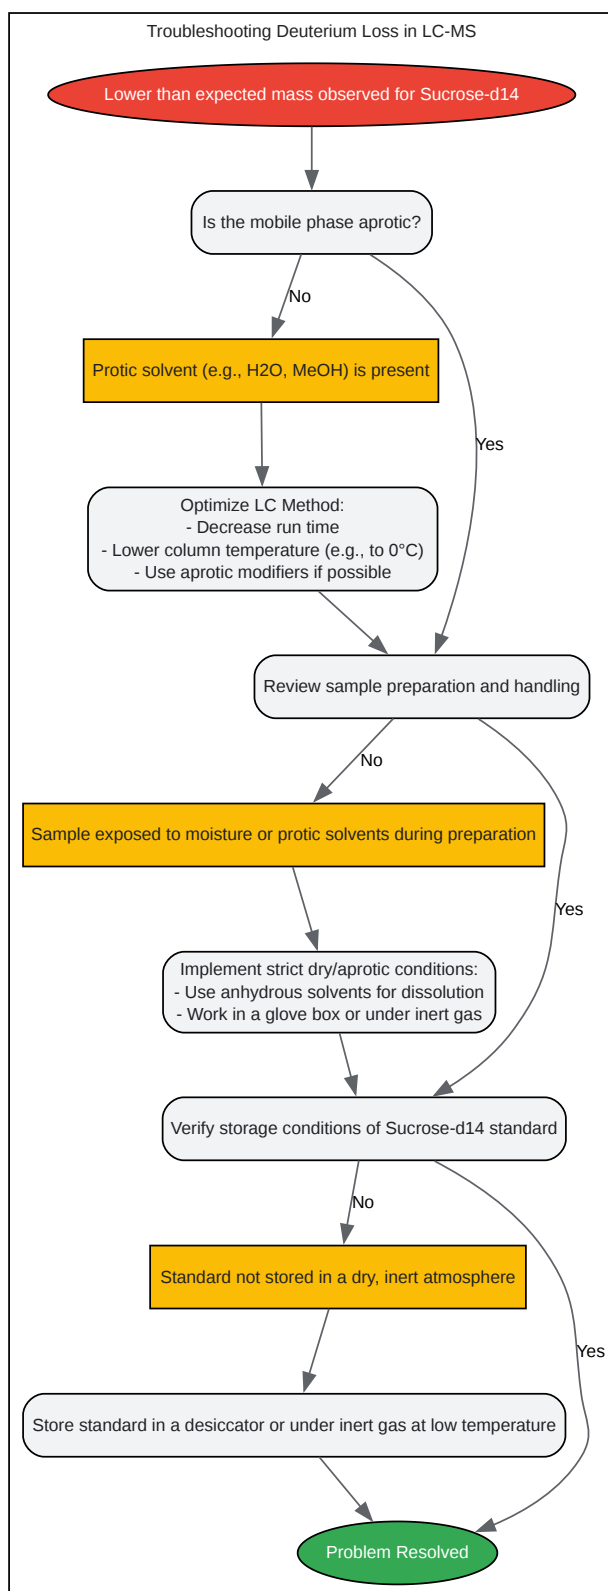 Troubleshooting Deuterium Loss in LC-MS
Lower than expected mass observed for Sucrose-d14
Is the mobile phase aprotic?
No
Protic solvent (e.g., H2O, MeOH) is present
Yes
Optimize LC Method:
- Decrease run time
- Lower column temperature (e.g., to 0°C)
- Use aprotic modifiers if possible
Review sample preparation and handling
No
Sample exposed to moisture or protic solvents during preparation
Yes
Implement strict dry/aprotic conditions:
- Use anhydrous solvents for dissolution
- Work in a glove box or under inert gas
Verify storage conditions of Sucrose-d14 standard
No
Standard not stored in a dry, inert atmosphere
Yes
Store standard in a desiccator or under inert gas at low temperature
Problem Resolved